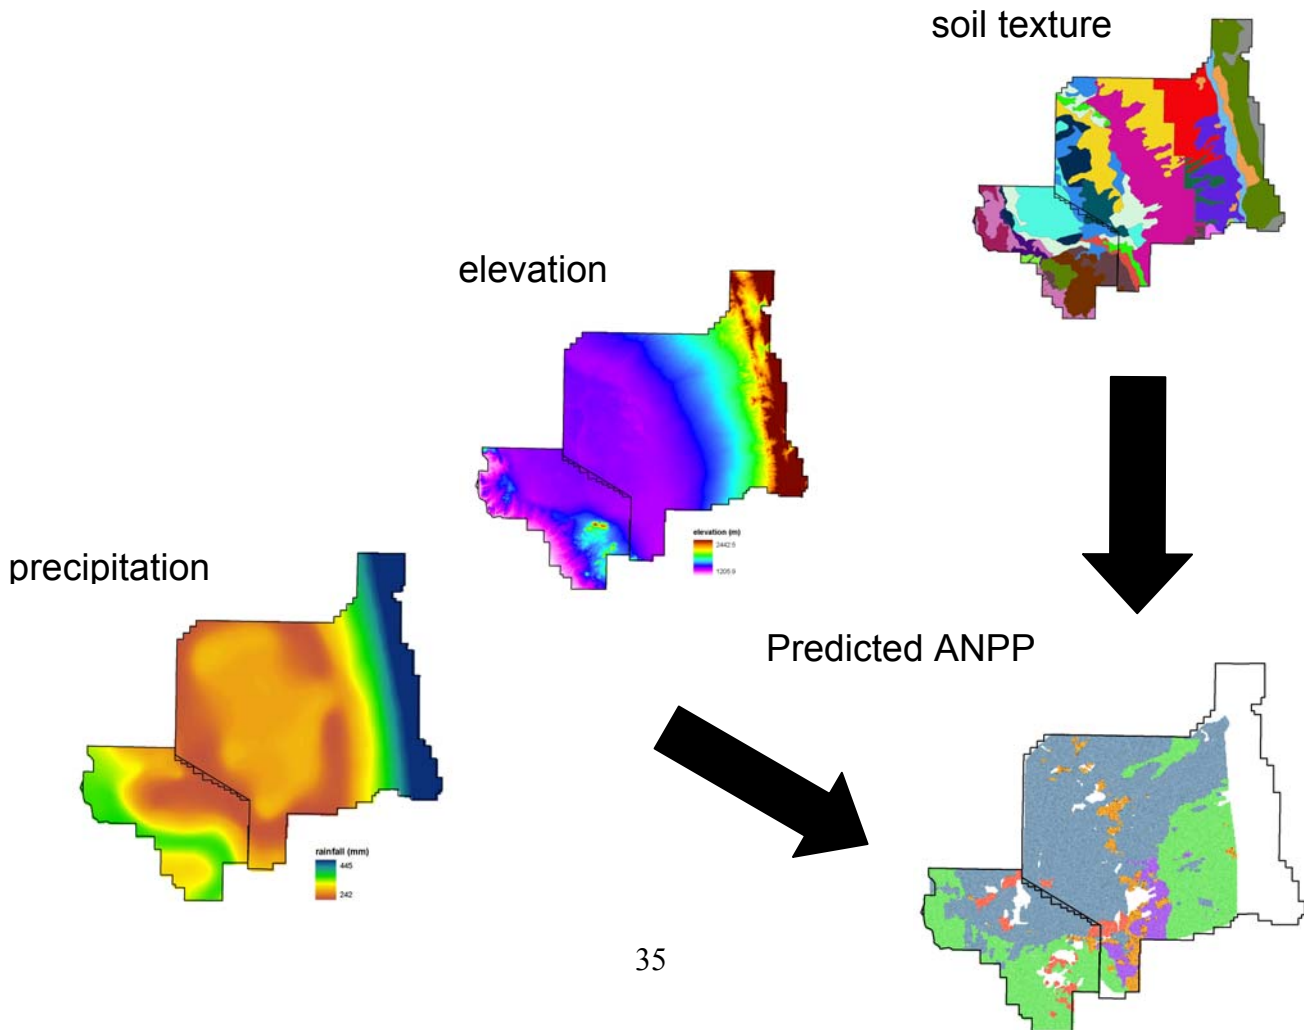 soil texture
elevation
elevation (m)
2442.5
1205.9
precipitation
Predicted ANPP
rainfall (mm)
445
242
35